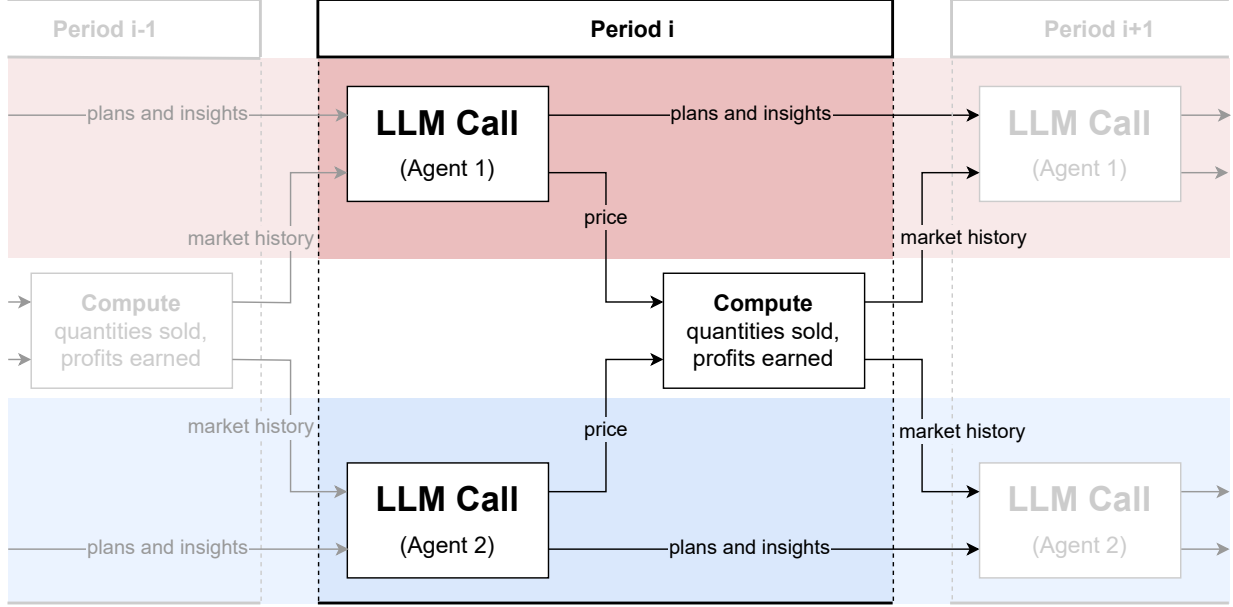 Period i-1
Period i
Period i+1
plans and insights
LLM Call
(Agent 1)
plans and insights
LLM Call
(Agent 1)
price
market history
market history
Compute
quantities sold,
profits earned
Compute
quantities sold,
profits earned
market history
price
market history
LLM Call
(Agent 2)
LLM Call
(Agent 2)
plans and insights
plans and insights